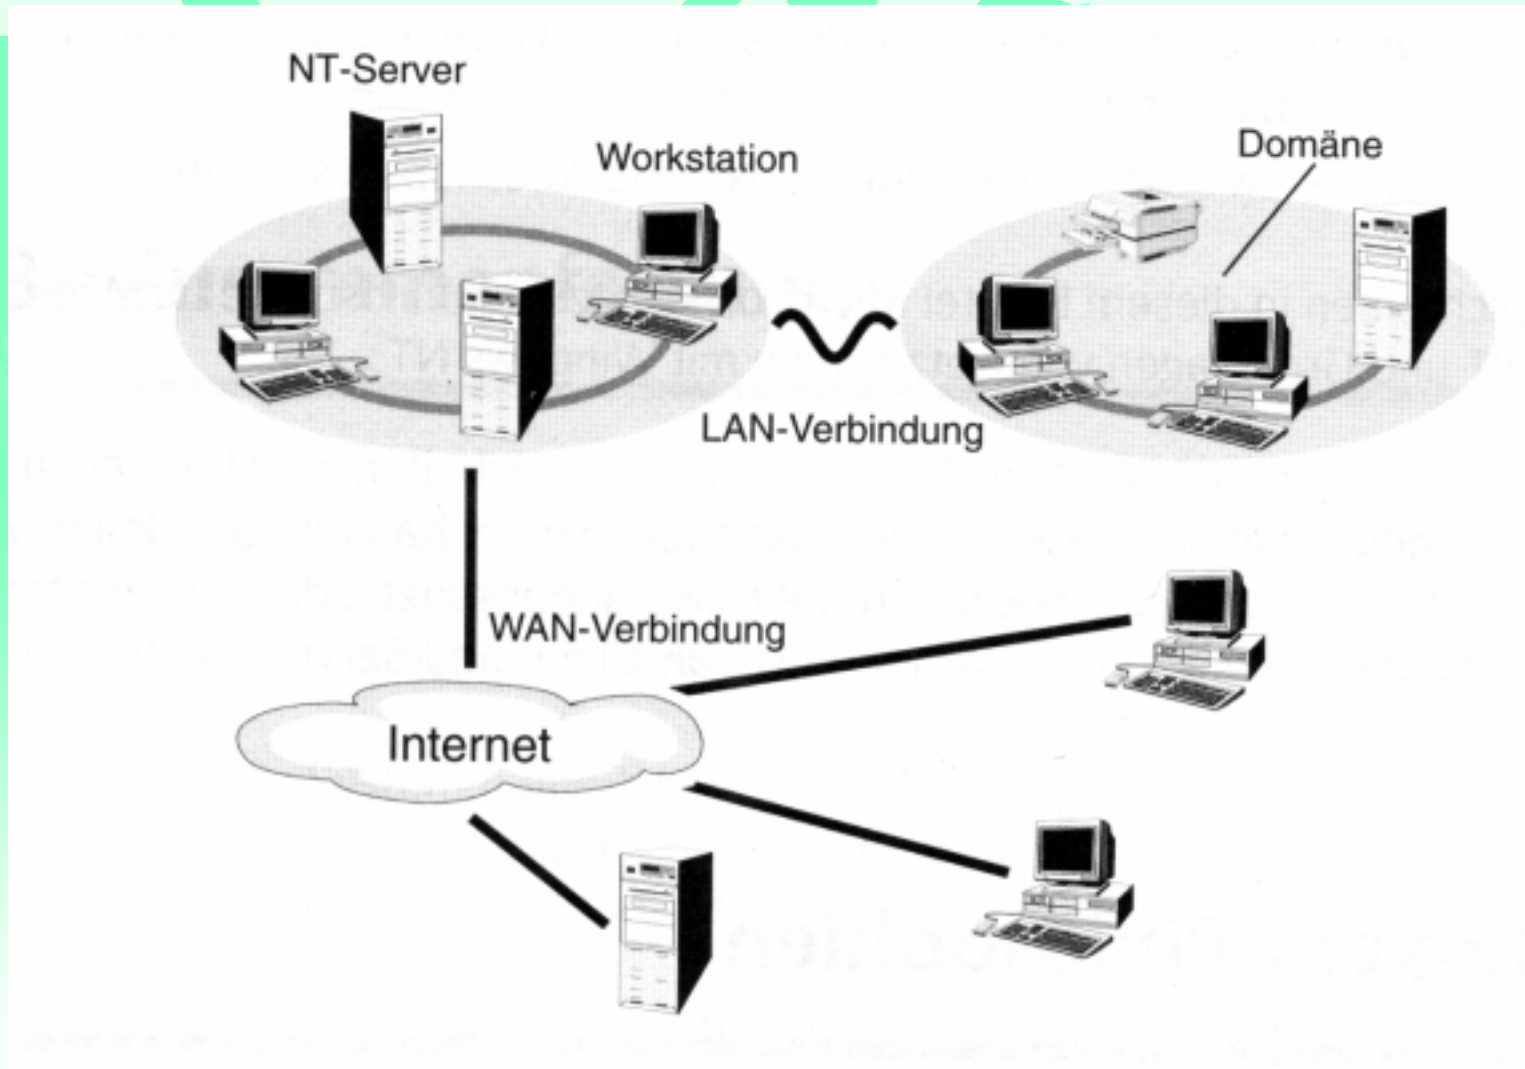 NT-Server
Workstation
Domäne
LAN-Verbindung
WAN-Verbindung
Internet